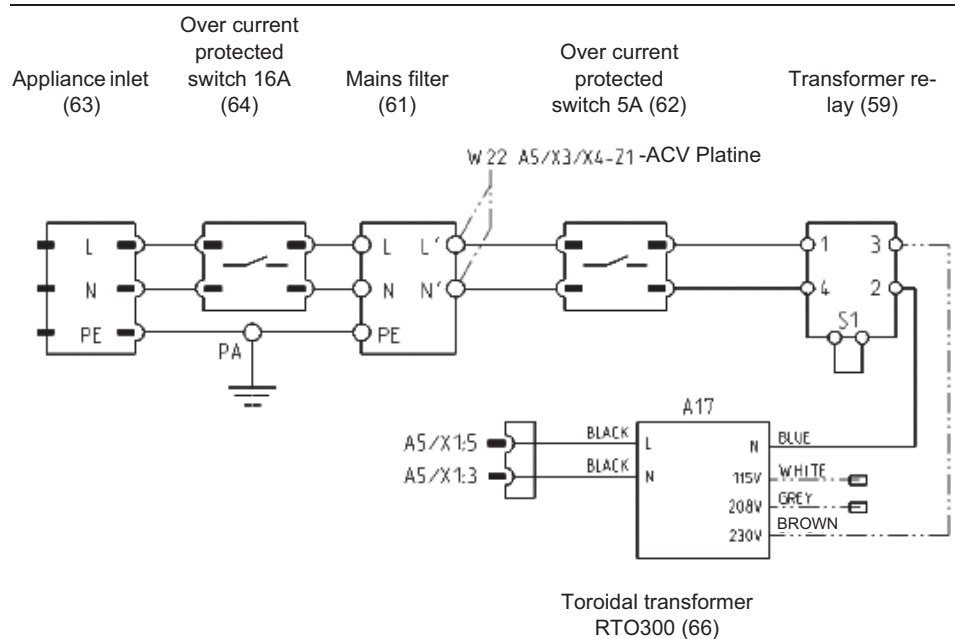 Over current
protected
switch 16A
(64)
Appliance inlet
(63)
Mains filter
(61)
Over current
protected
switch 5A (62)
Transformer re-
lay (59)
W22 A5/X3/X4-Z1-ACV Platine
L
N
PE
PA
L L'
N N'
PE
1 3
4 2
S1
A17
A5/X1:5
BLACK
L
A5/X1:3
BLACK
N
N
BLUE
115V
WHITE
208V
GREY
230V
BROWN
Toroidal transformer
RTO300 (66)